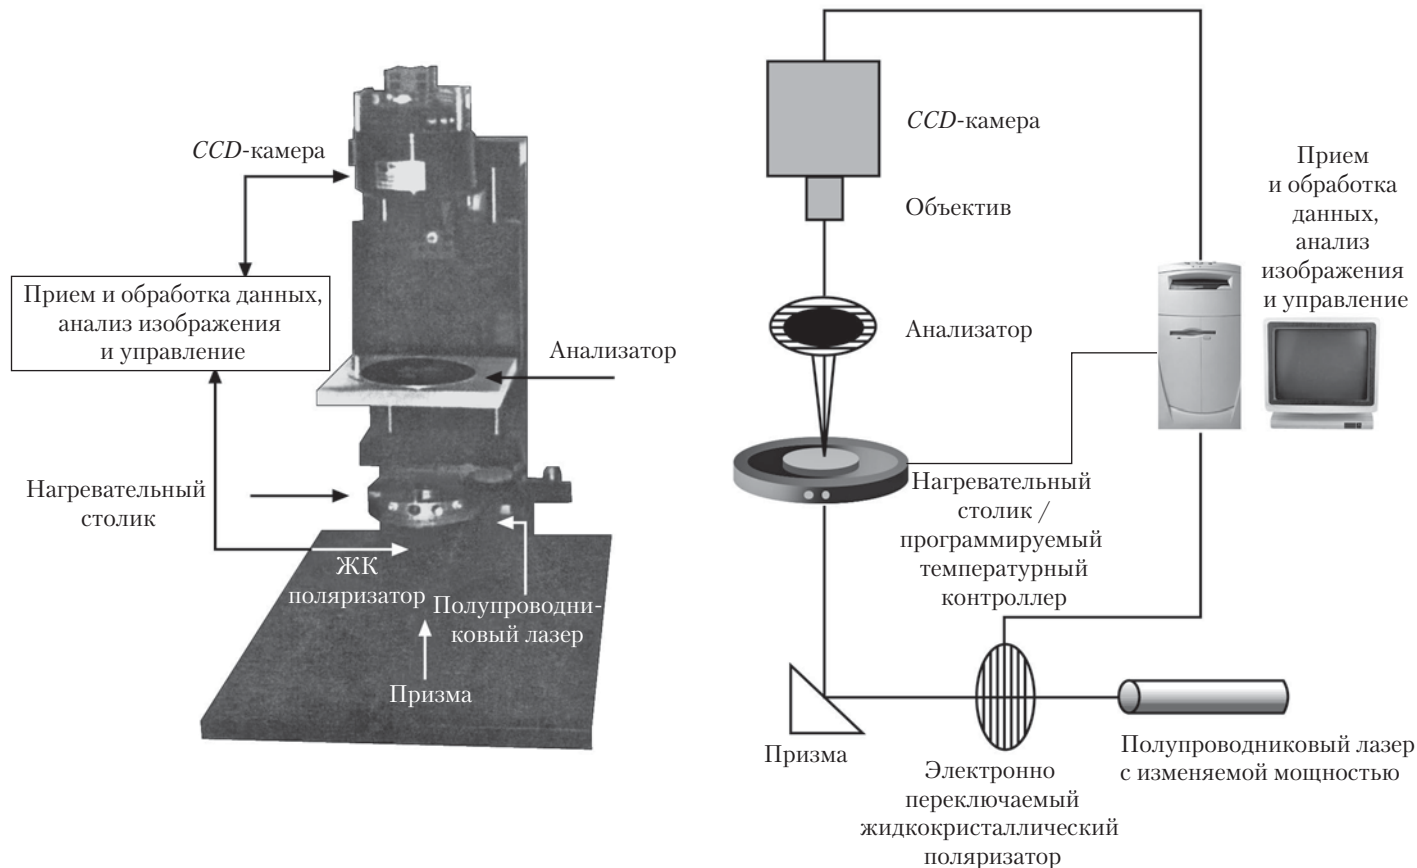 CCD-камера
Прием и обработка данных,
анализ изображения
и управление
Анализатор
Нагревательный
столик
ЖК
поляризатор
Полупроводни-
ковый лазер
Призма
CCD-камера
Объектив
Анализатор
Прием
и обработка
данных,
анализ
изображения
и управление
Нагревательный
столик /
программируемый
температурный
контроллер
Призма
Электронно
переключаемый
жидкокристаллический
поляризатор
Полупроводниковый лазер
с изменяемой мощностью